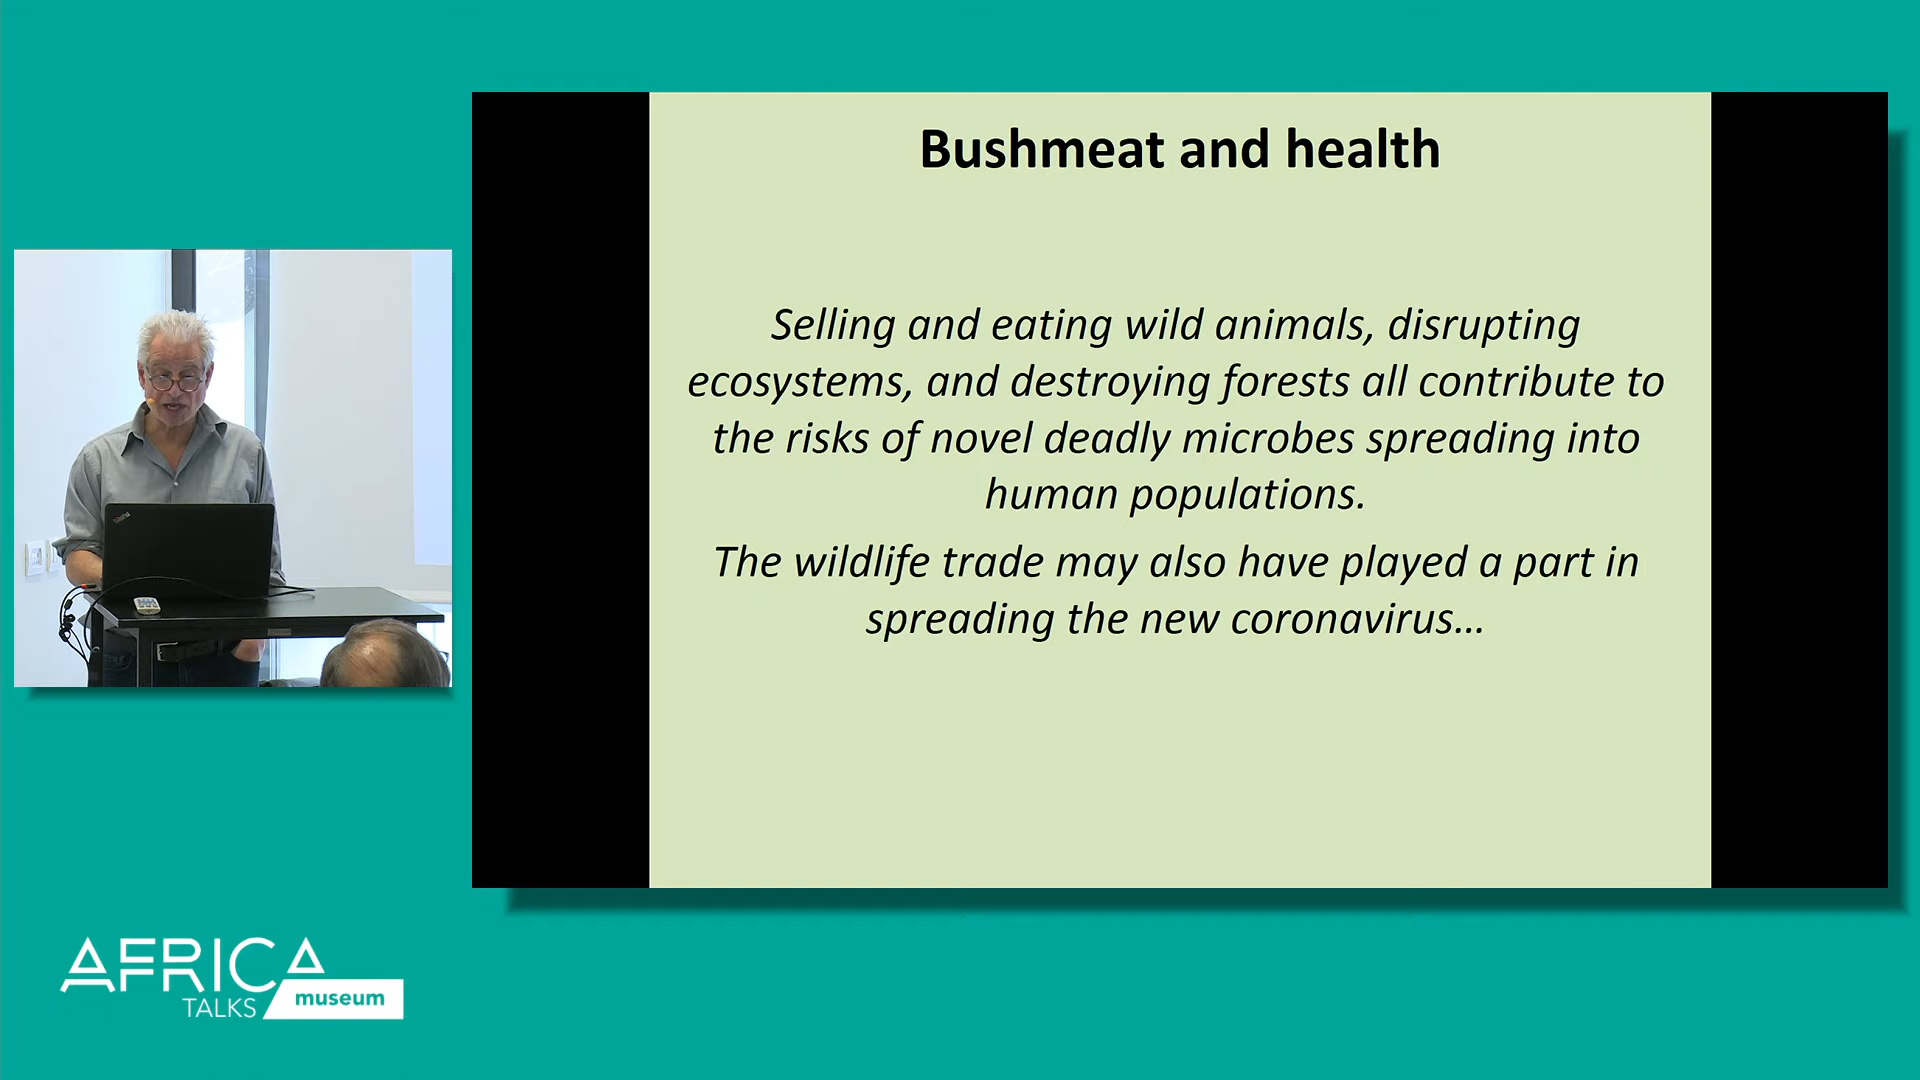 Bushmeat and health
Selling and eating wild animals, disrupting
ecosystems, and destroying forests all contribute to
the risks of novel deadly microbes spreading into
human populations.
The wildlife trade may also have played a part in
spreading the new coronavirus…
ThinkPad
AFRICA
TALKS museum